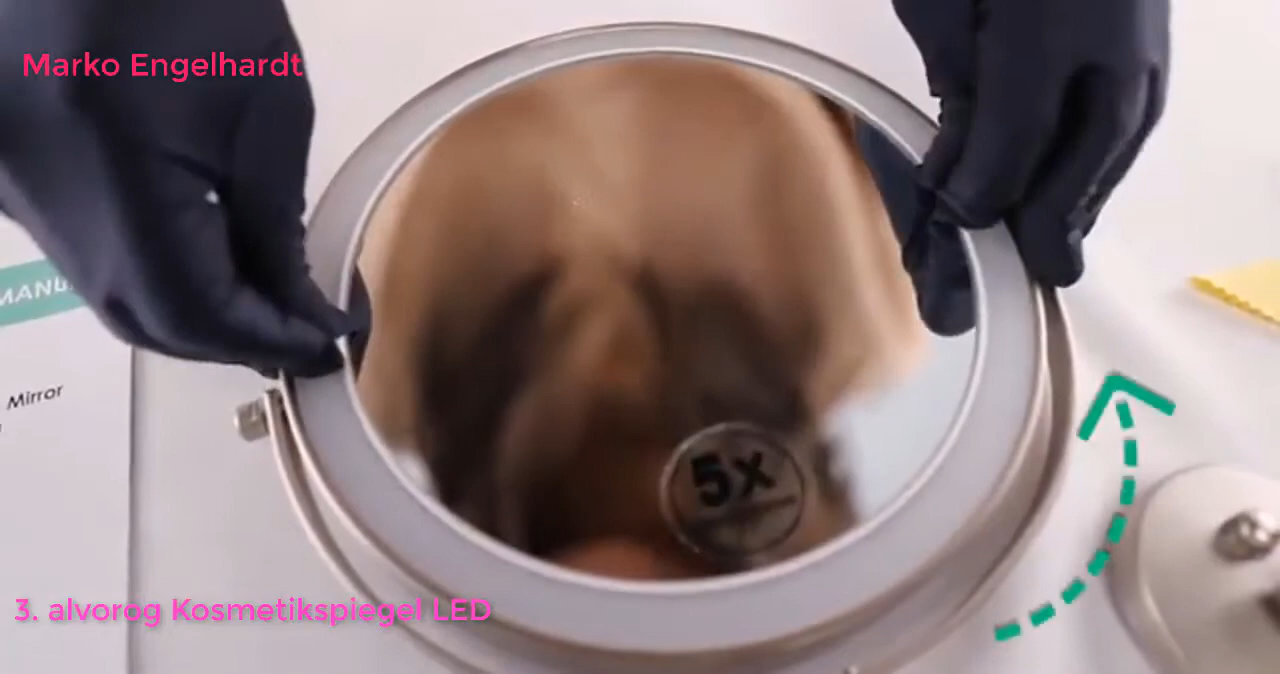 Marko Engelhardt
MANU
Mirror
5x
3. alvorog Kosmetikspiegel LED